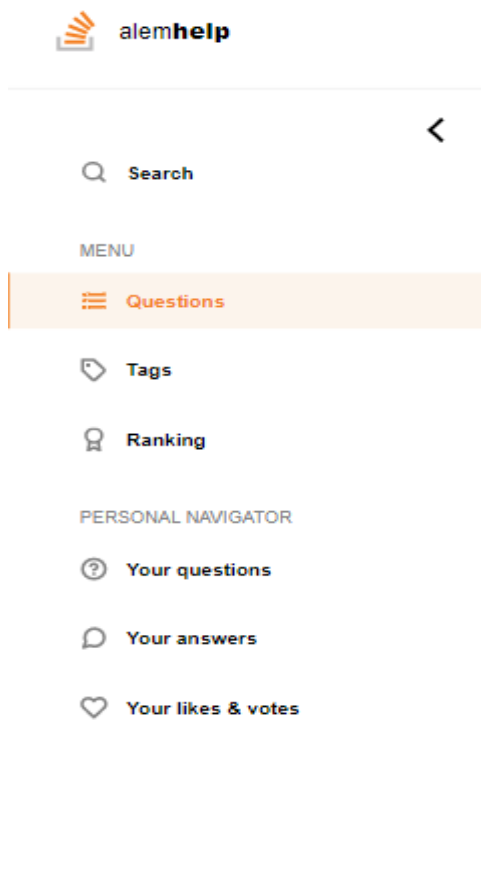 alemhelp
Search
MENU
Questions
Tags
Ranking
PERSONAL NAVIGATOR
Your questions
Your answers
Your likes & votes